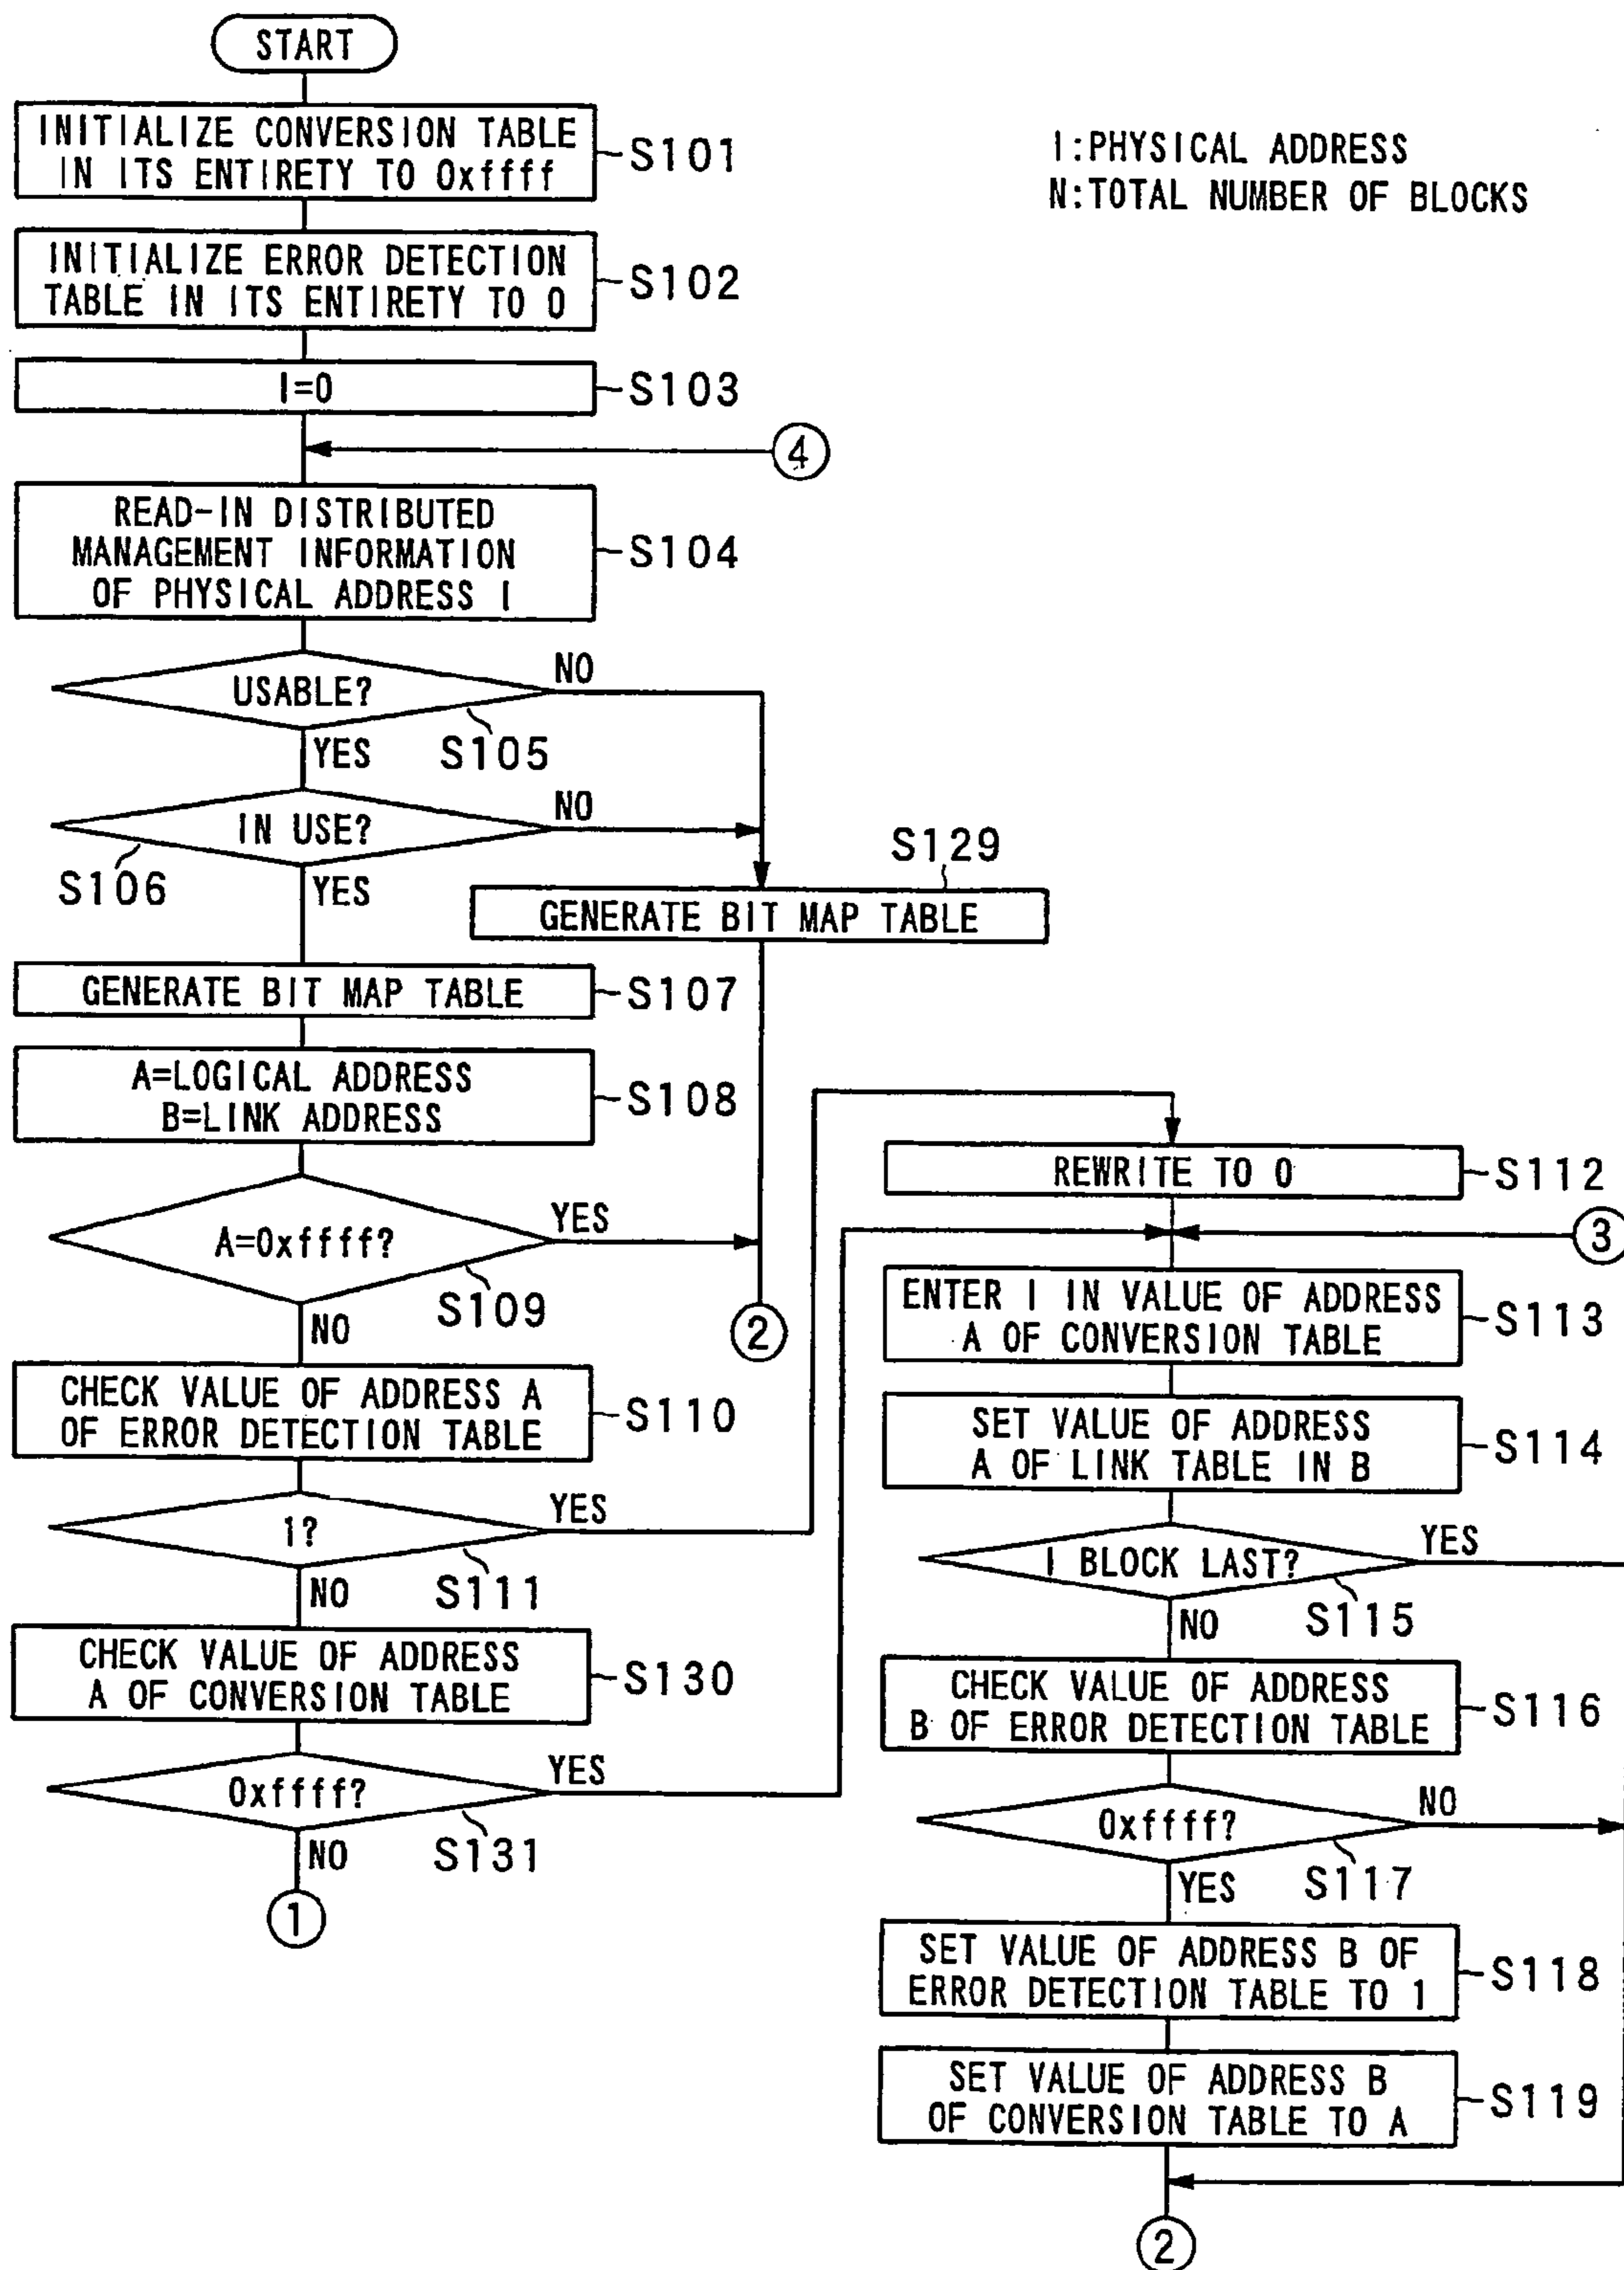 START
INITIALIZE CONVERSION TABLE
IN ITS ENTIRETY TO 0xffff
S101
I:PHYSICAL ADDRESS
N:TOTAL NUMBER OF BLOCKS
INITIALIZE ERROR DETECTION
TABLE IN ITS ENTIRETY TO 0
S102
I=0
S103
4
READ-IN DISTRIBUTED
MANAGEMENT INFORMATION
OF PHYSICAL ADDRESS I
S104
USABLE?
NO
S105
YES
IN USE?
NO
S106
YES
S129
GENERATE BIT MAP TABLE
GENERATE BIT MAP TABLE
S107
A=LOGICAL ADDRESS
B=LINK ADDRESS
S108
A=0xffff?
YES
S109
NO
2
CHECK VALUE OF ADDRESS A
OF ERROR DETECTION TABLE
S110
1?
YES
S111
NO
CHECK VALUE OF ADDRESS
A OF CONVERSION TABLE
S130
0xffff?
YES
S131
NO
1
REWRITE TO 0
S112
3
ENTER I IN VALUE OF ADDRESS
A OF CONVERSION TABLE
S113
SET VALUE OF ADDRESS
A OF LINK TABLE IN B
S114
I BLOCK LAST?
YES
S115
NO
CHECK VALUE OF ADDRESS
B OF ERROR DETECTION TABLE
S116
0xffff?
NO
S117
YES
SET VALUE OF ADDRESS B OF
ERROR DETECTION TABLE TO 1
S118
SET VALUE OF ADDRESS B
OF CONVERSION TABLE TO A
S119
2